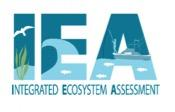 IEA
INTEGRATED ECOSYSTEM ASSESSMENT